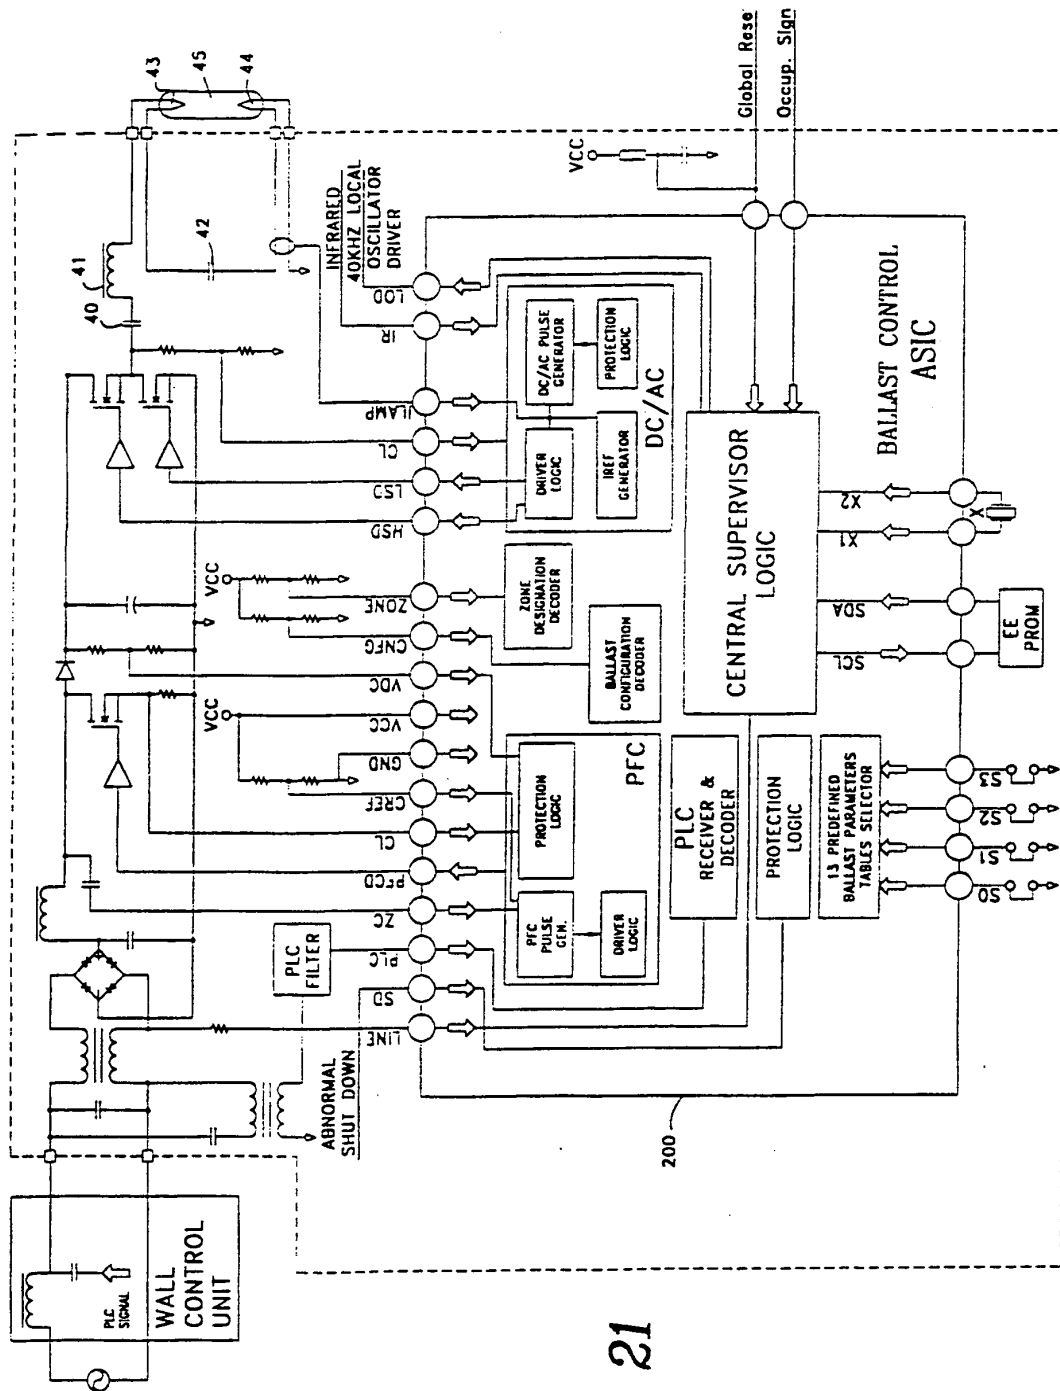 WALL
CONTROL
UNIT
PLC
SIGNAL
ABNORMAL
SHUT DOWN
PLC
FILTER
VCC
VCC
40
41
42
43
45
44
INFRARED
40KHZ LOCAL
OSCILLATOR
DRIVER
VCC
Global Rese
Occup. Sign
LINE
SD
PLC
ZC
PFCD
CL
CREF
GND
VCC
VDC
CNFG
ZONE
HSD
LSD
CL
ILAMP
IR
LOD
PFC
PULSE
GEN.
DRIVER
LOGIC
PROTECTION
LOGIC
PFC
BALLAST
CONFIGURATION
DECODER
ZONE
DESIGNATION
DECODER
DRIVER
LOGIC
IREF
GENERATOR
DC/AC PULSE
GENERATOR
PROTECTION
LOGIC
DC/AC
PLC
RECEIVER &
DECODER
PROTECTION
LOGIC
13 PREDEFINED
BALLAST PARAMETERS
TABLES SELECTOR
CENTRAL SUPERVISOR
LOGIC
BALLAST CONTROL
ASIC
200
S0
S1
S2
S3
SCL
SDA
X1
X2
X
EE
PROM
21